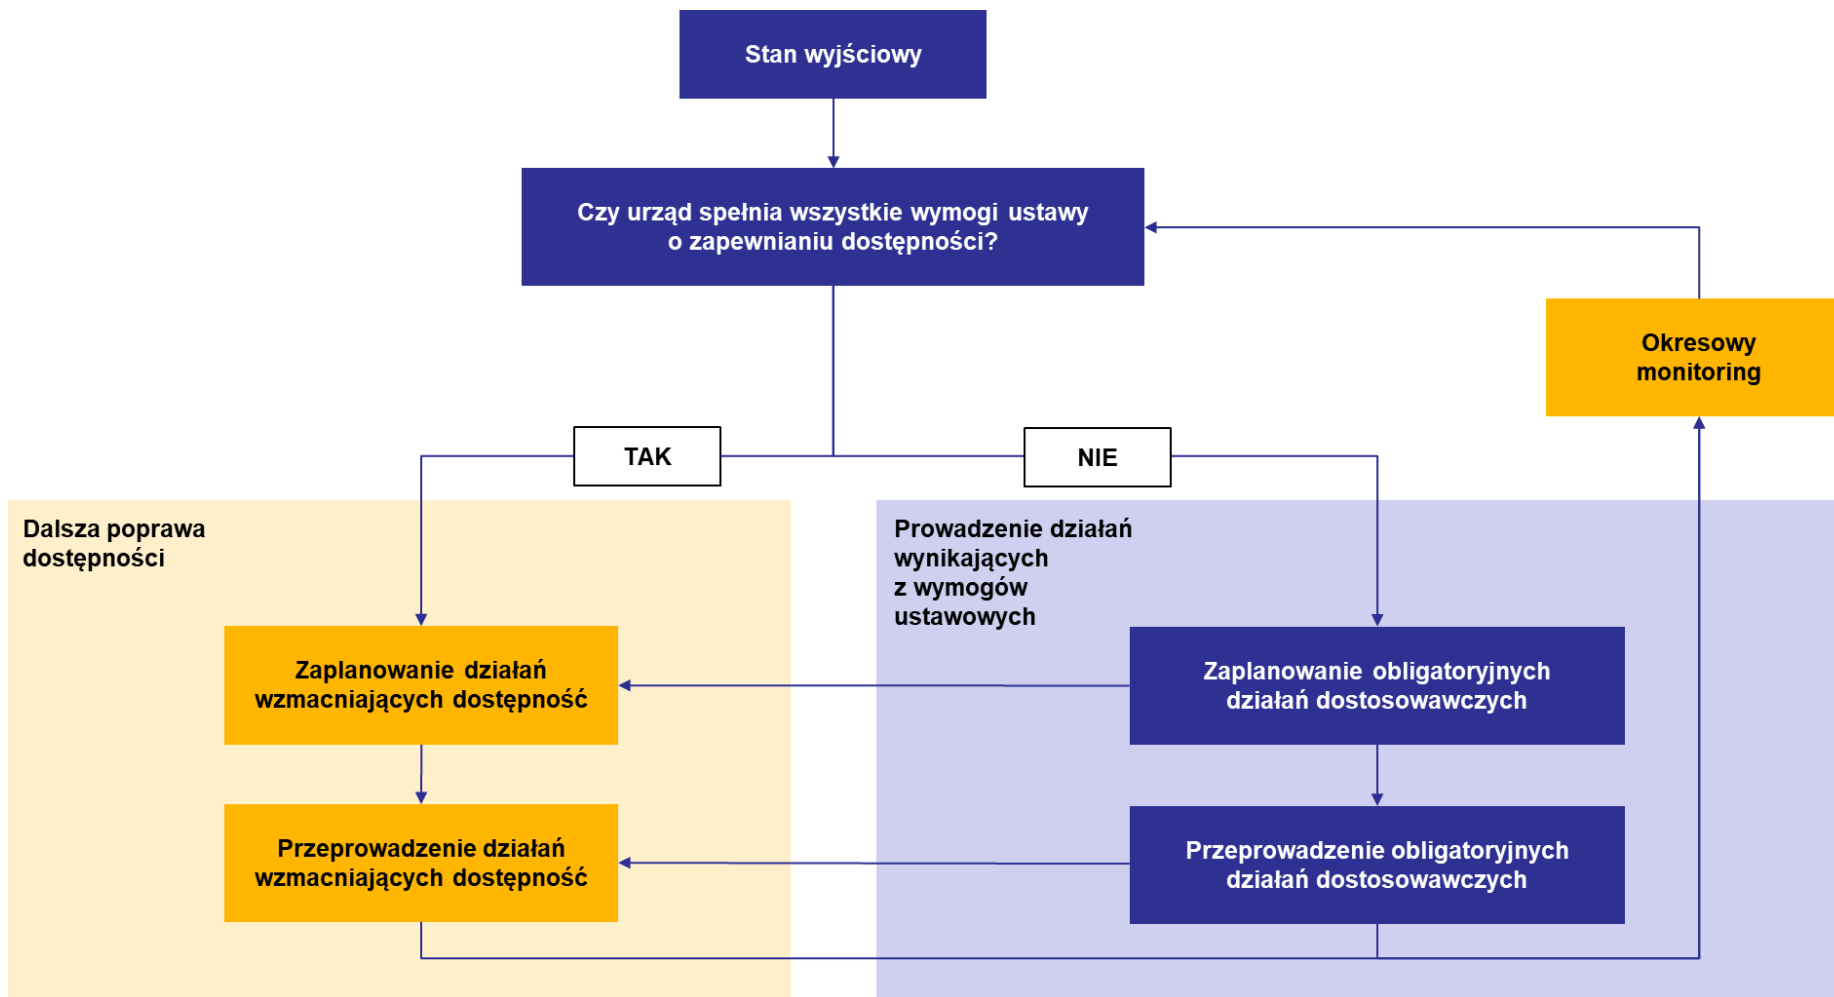 Stan wyjściowy
Czy urząd spełnia wszystkie wymogi ustawy
o zapewnianiu dostępności?
Okresowy
monitoring
TAK
NIE
Dalsza poprawa
dostępności
Prowadzenie działań
wynikających
z wymogów
ustawowych
Zaplanowanie działań
wzmacniających dostępność
Zaplanowanie obligatoryjnych
działań dostosowawczych
Przeprowadzenie działań
wzmacniających dostępność
Przeprowadzenie obligatoryjnych
działań dostosowawczych